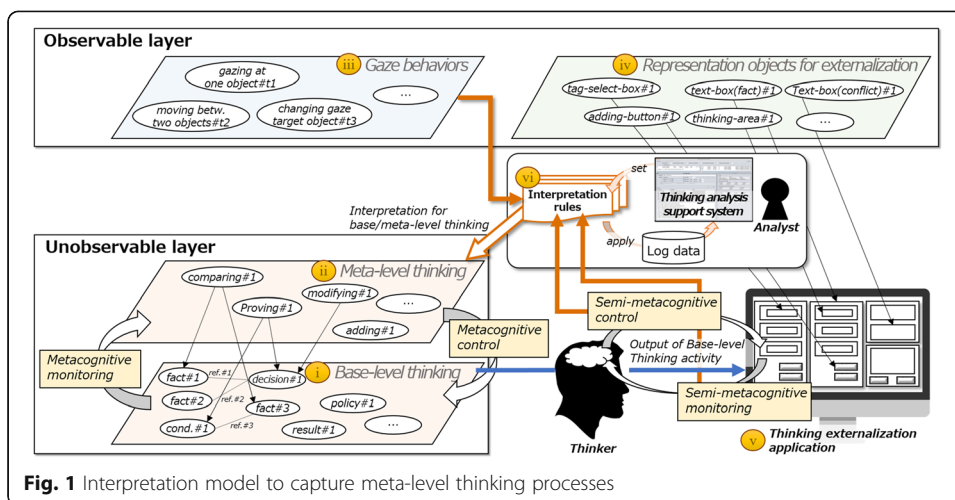 Observable layer
iii Gaze behaviors
gazing at
one object#t1
...
moving betw.
two objects#t2
changing gaze
target object#t3
iv Representation objects for externalization
tag-select-box#1
text-box(fact)#1
Text-box(conflict)#1
adding-button#1
thinking-area#1
...
vi
Interpretation
rules
set
Thinking analysis
support system
Analyst
apply
Log data
Interpretation for
base/meta-level thinking
Unobservable layer
ii Meta-level thinking
comparing#1
Proving#1
modifying#1
...
adding#1
Metacognitive
monitoring
Metacognitive
control
i Base-level thinking
fact#1
ref.#1
decision#1
fact#2
ref.#2
fact#3
policy#1
cond.#1
ref.#3
result#1
...
Semi-metacognitive
control
Output of Base-level
Thinking activity
Semi-metacognitive
monitoring
Thinker
v Thinking externalization
application
Fig. 1 Interpretation model to capture meta-level thinking processes